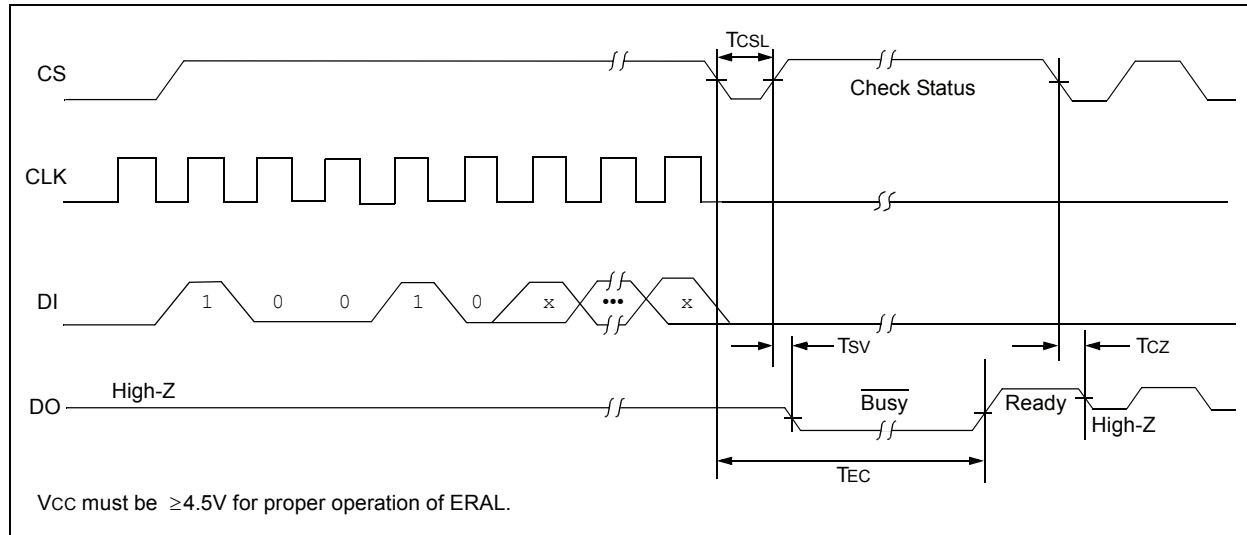 TCSL
CS
Check Status
CLK
DI
1 0 0 1 0 x ••• x
TSV
TCZ
High-Z
DO
Busy
Ready
High-Z
TEC
VCC must be ≥4.5V for proper operation of ERAL.